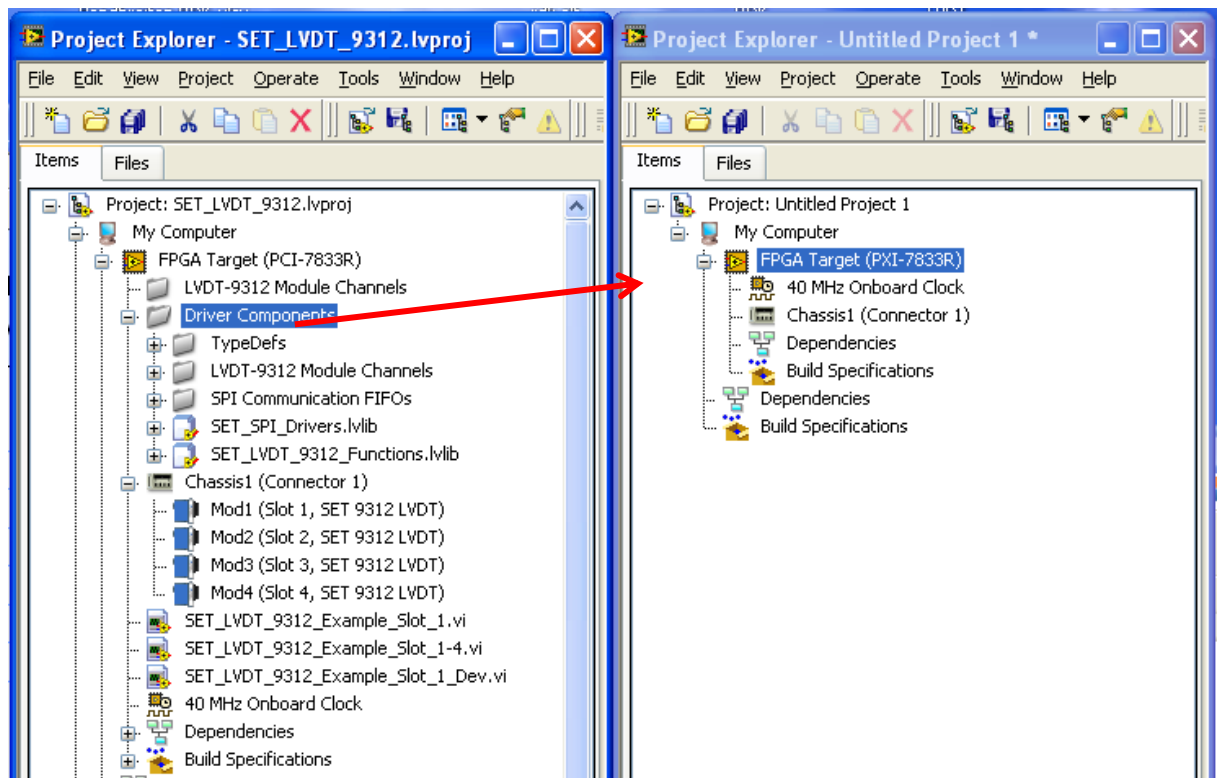 Project Explorer - SET_LVDT_9312.lvproj
File Edit View Project Operate Tools Window Help
Items Files
Project: SET_LVDT_9312.lvproj
My Computer
FPGA Target (PCI-7833R)
LVDT-9312 Module Channels
Driver Components
TypeDefs
LVDT-9312 Module Channels
SPI Communication FIFOs
SET_SPI_Drivers.lvlib
SET_LVDT_9312_Functions.lvlib
Chassis1 (Connector 1)
Mod1 (Slot 1, SET 9312 LVDT)
Mod2 (Slot 2, SET 9312 LVDT)
Mod3 (Slot 3, SET 9312 LVDT)
Mod4 (Slot 4, SET 9312 LVDT)
SET_LVDT_9312_Example_Slot_1.vi
SET_LVDT_9312_Example_Slot_1-4.vi
SET_LVDT_9312_Example_Slot_1_Dev.vi
40 MHz Onboard Clock
Dependencies
Build Specifications
Project Explorer - Untitled Project 1 *
File Edit View Project Operate Tools Window Help
Items Files
Project: Untitled Project 1
My Computer
FPGA Target (PXI-7833R)
40 MHz Onboard Clock
Chassis1 (Connector 1)
Dependencies
Build Specifications
Dependencies
Build Specifications